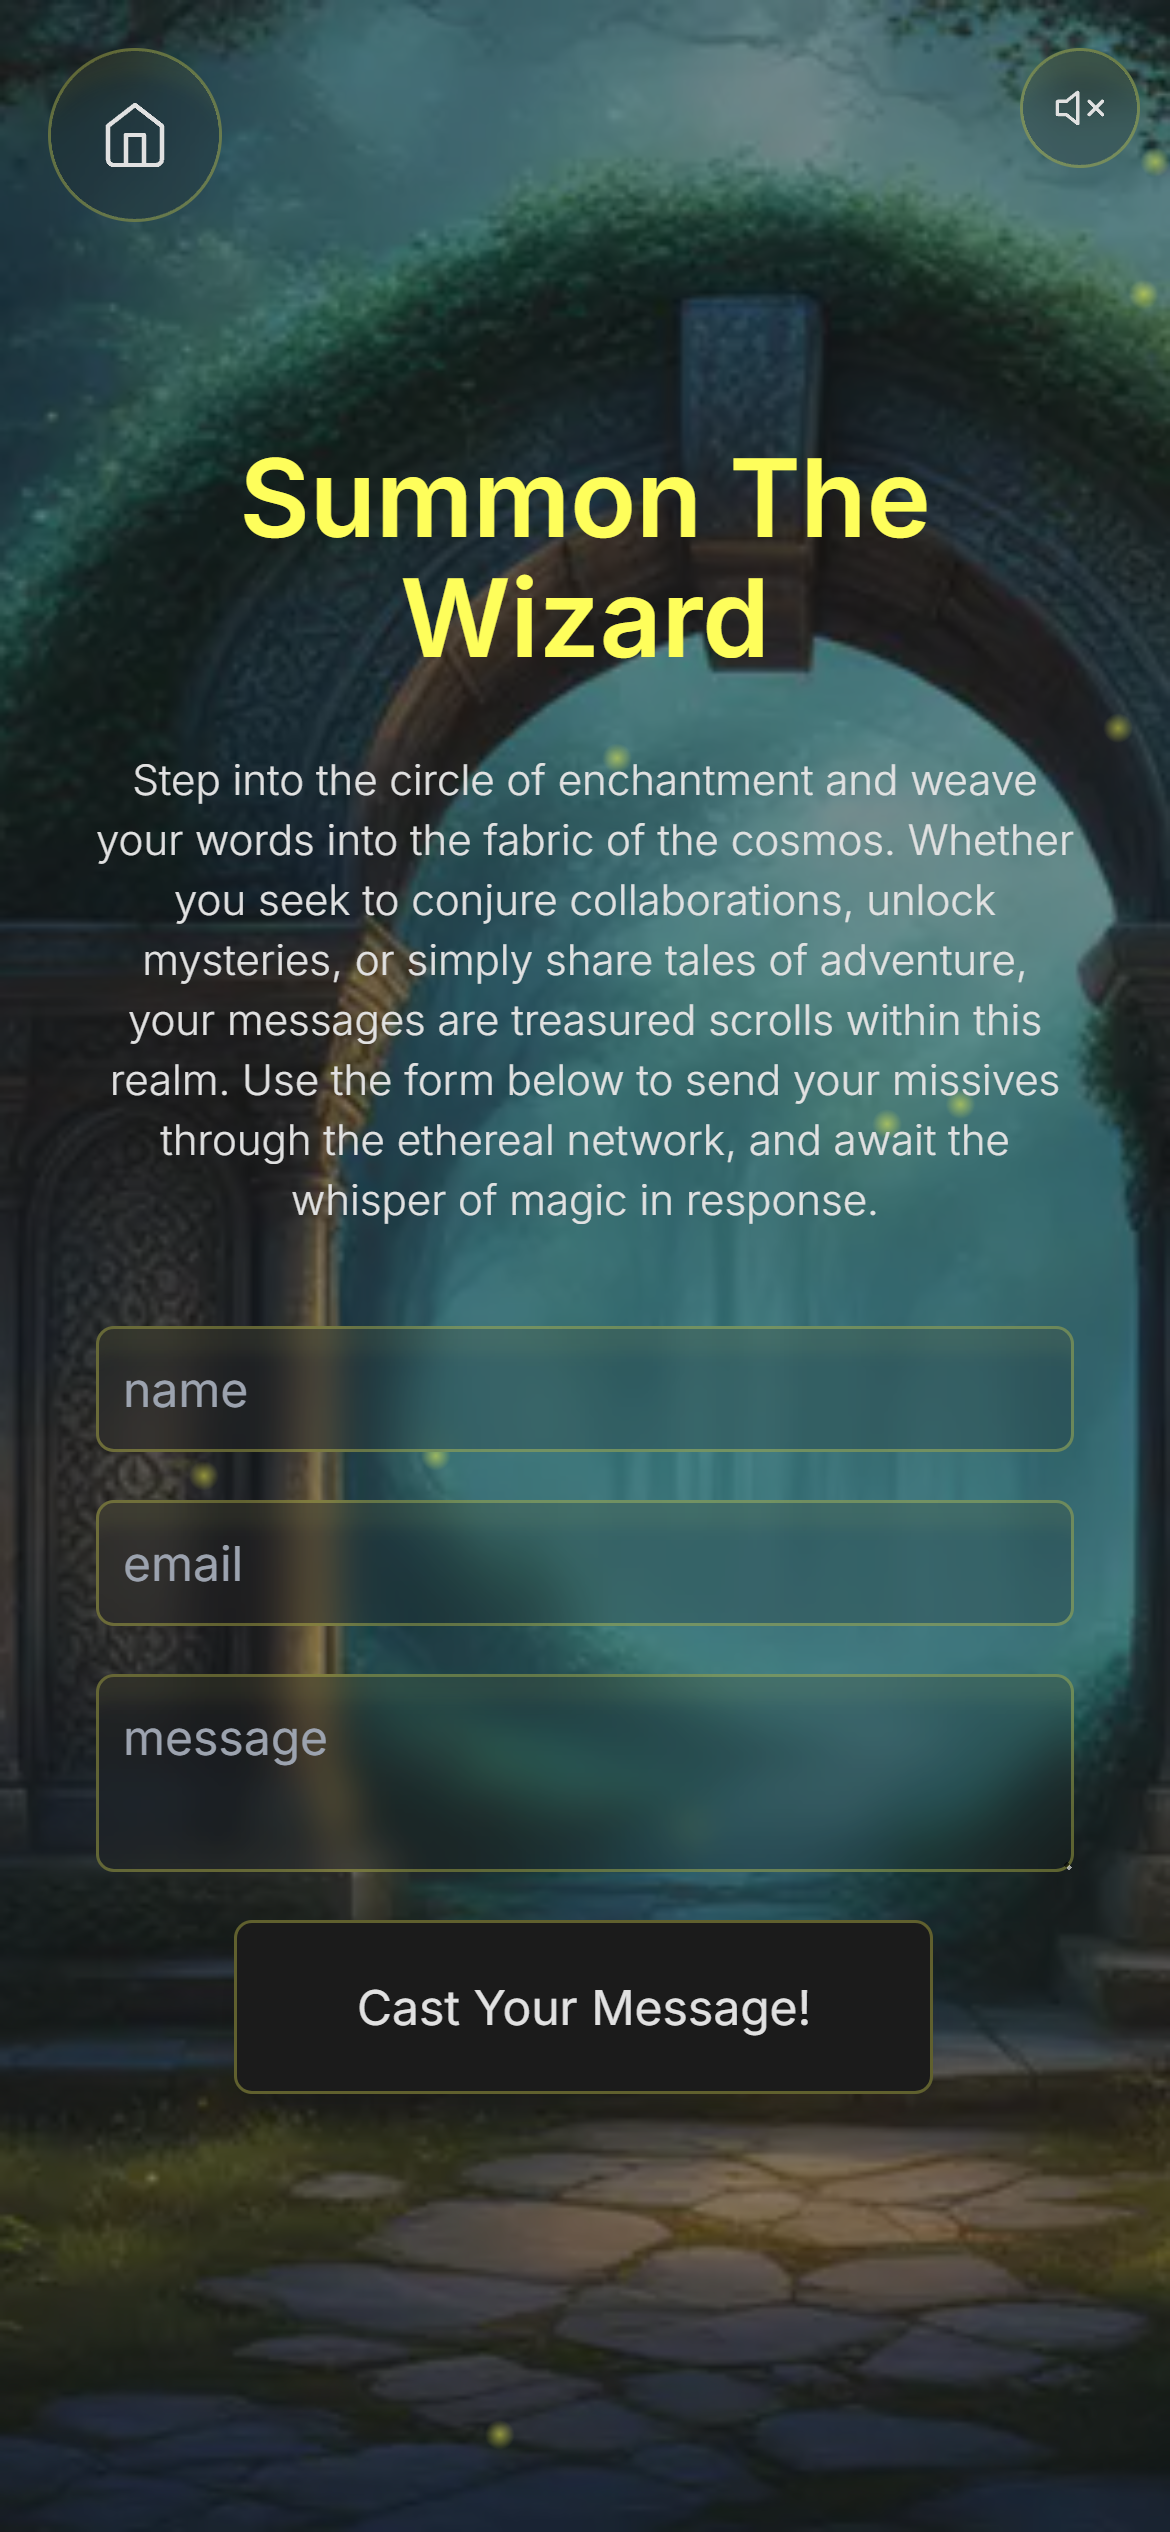 Summon The
Wizard
Step into the circle of enchantment and weave
your words into the fabric of the cosmos. Whether
you seek to conjure collaborations, unlock
mysteries, or simply share tales of adventure,
your messages are treasured scrolls within this
realm. Use the form below to send your missives
through the ethereal network, and await the
whisper of magic in response.
name
email
message
Cast Your Message!